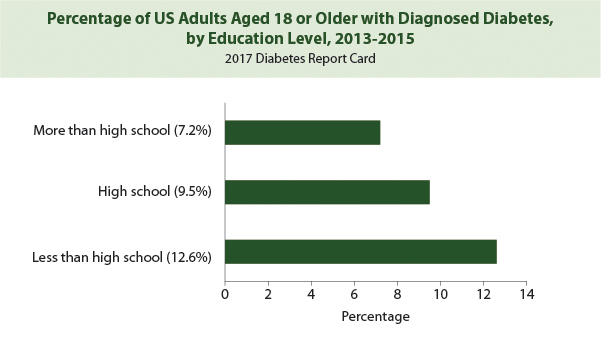 Percentage of US Adults Aged 18 or Older with Diagnosed Diabetes,
by Education Level, 2013-2015
2017 Diabetes Report Card
More than high school (7.2%)
High school (9.5%)
Less than high school (12.6%)
0 2 4 6 8 10 12 14
Percentage